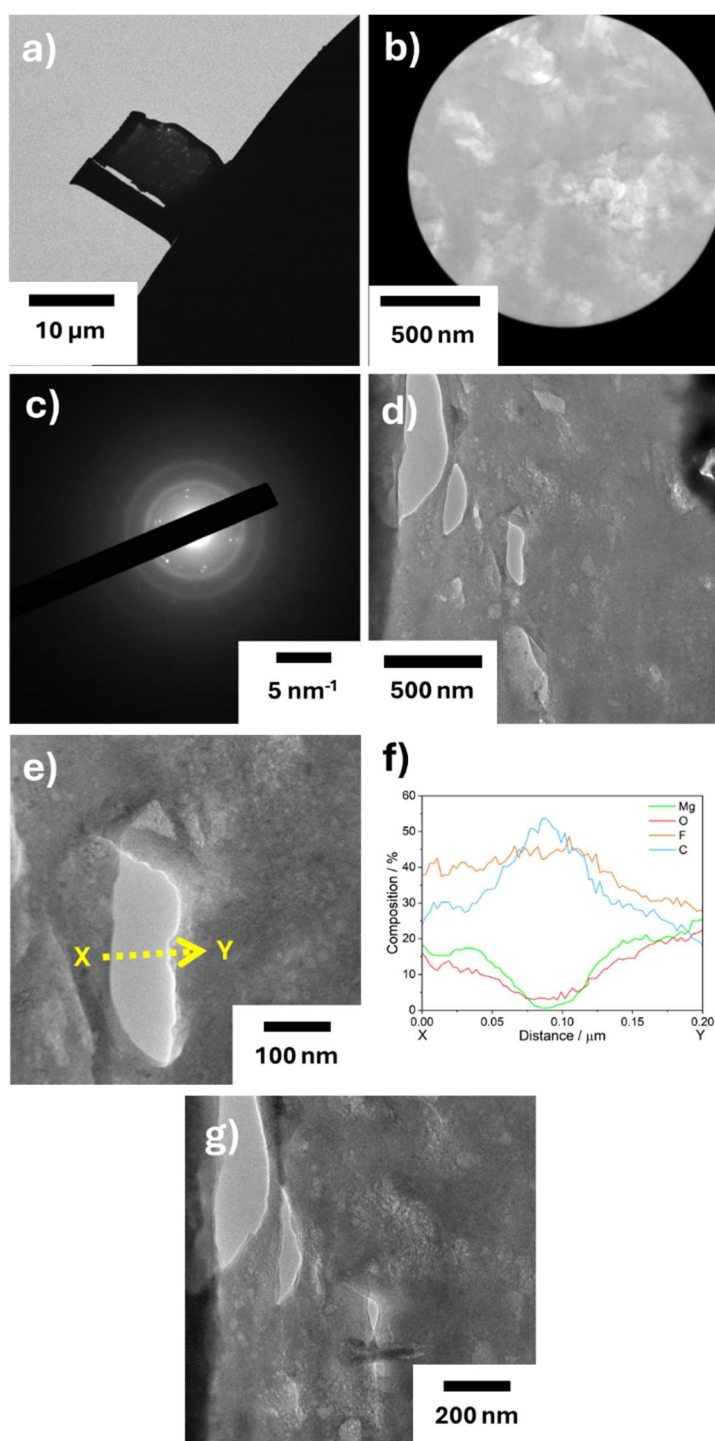 a)
10 µm
b)
500 nm
c)
5 nm-1
d)
500 nm
e)
X
Y
100 nm
f)
60
50
40
30
20
10
0
Composition / %
Mg
O
F
C
0.00
0.05
0.10
0.15
0.20
X
Distance / µm
Y
g)
200 nm